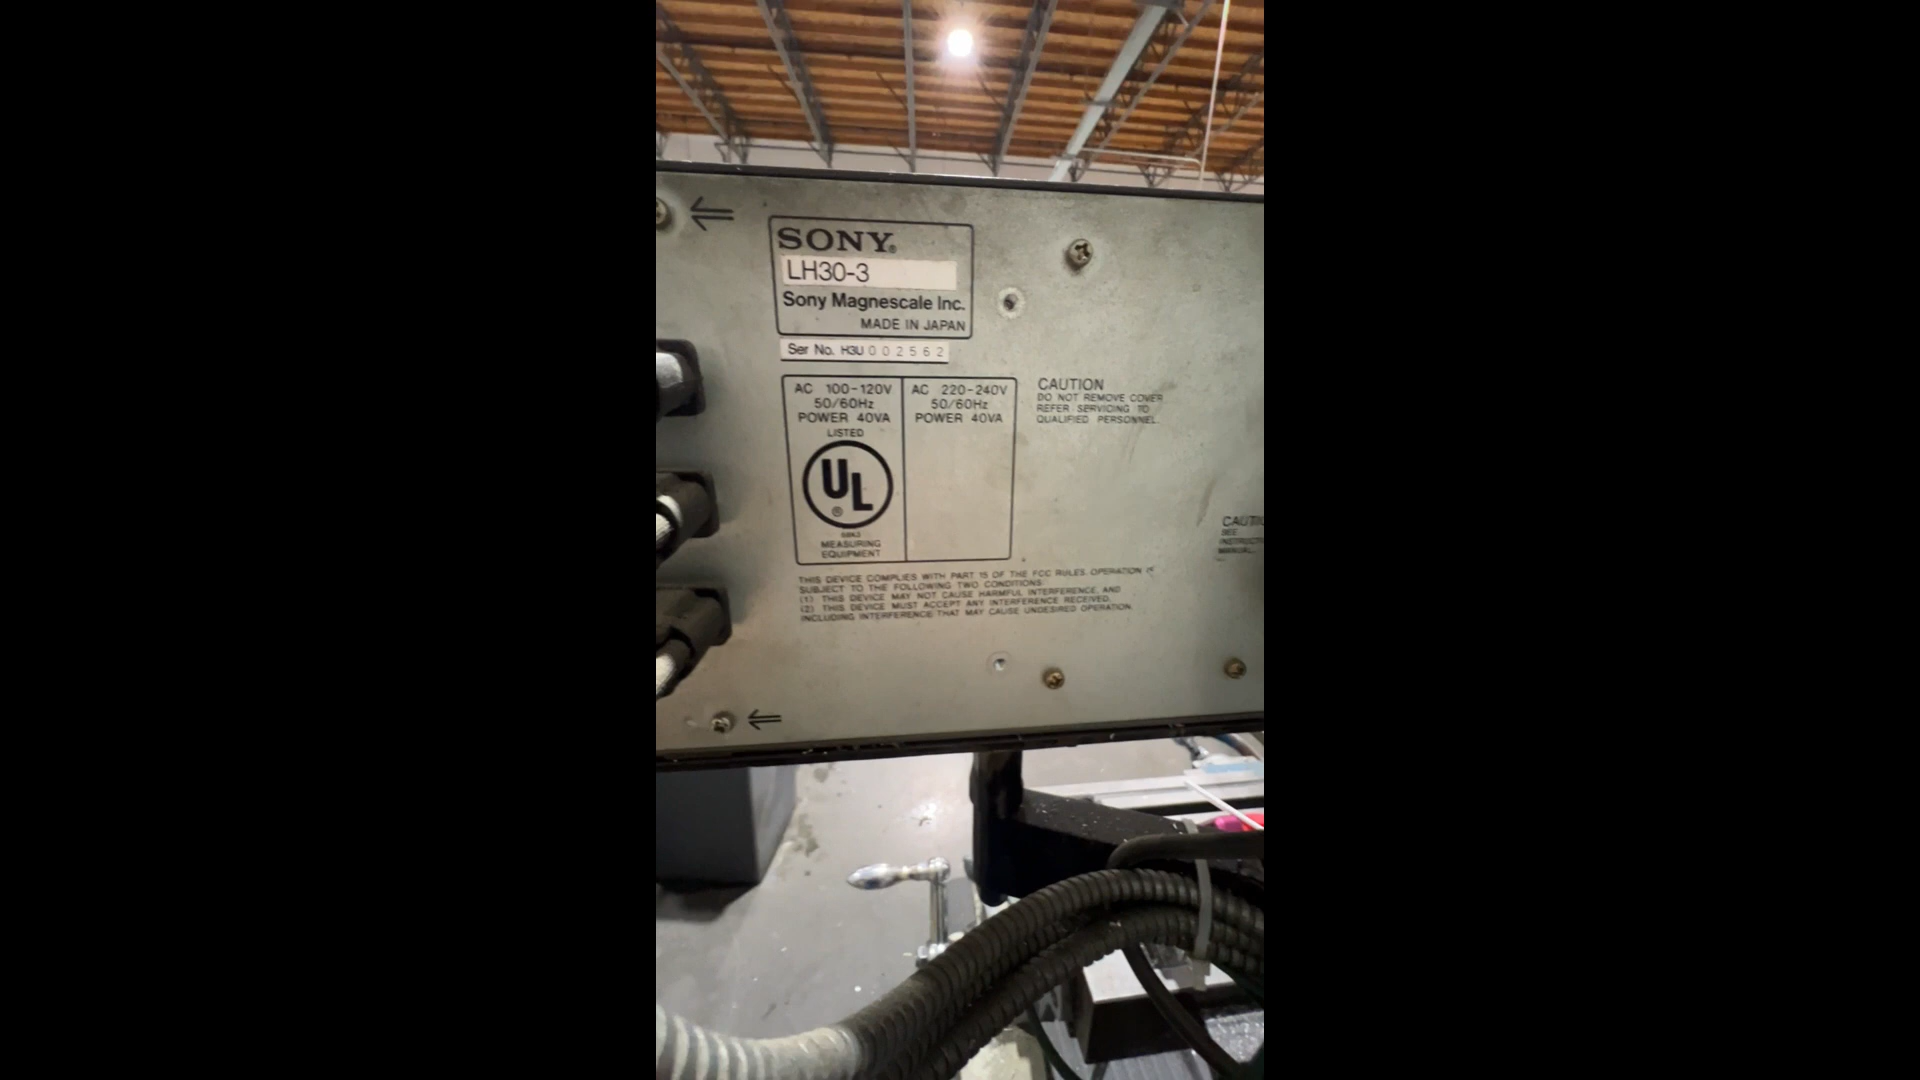 SONY®
LH30-3
Sony Magnescale Inc.
MADE IN JAPAN
Ser No. H3U 002562
AC 100-120V
50/60Hz
POWER 40VA
LISTED
UL®
MEASURING
EQUIPMENT
AC 220-240V
50/60Hz
POWER 40VA
CAUTION
DO NOT REMOVE COVER
REFER SERVICING TO
QUALIFIED PERSONNEL.
SEE
MANUAL.
THIS DEVICE COMPLIES WITH PART 15 OF THE FCC RULES. OPERATION IS
SUBJECT TO THE FOLLOWING TWO CONDITIONS:
(1) THIS DEVICE MAY NOT CAUSE HARMFUL INTERFERENCE, AND
(2) THIS DEVICE MUST ACCEPT ANY INTERFERENCE RECEIVED,
INCLUDING INTERFERENCE THAT MAY CAUSE UNDESIRED OPERATION.